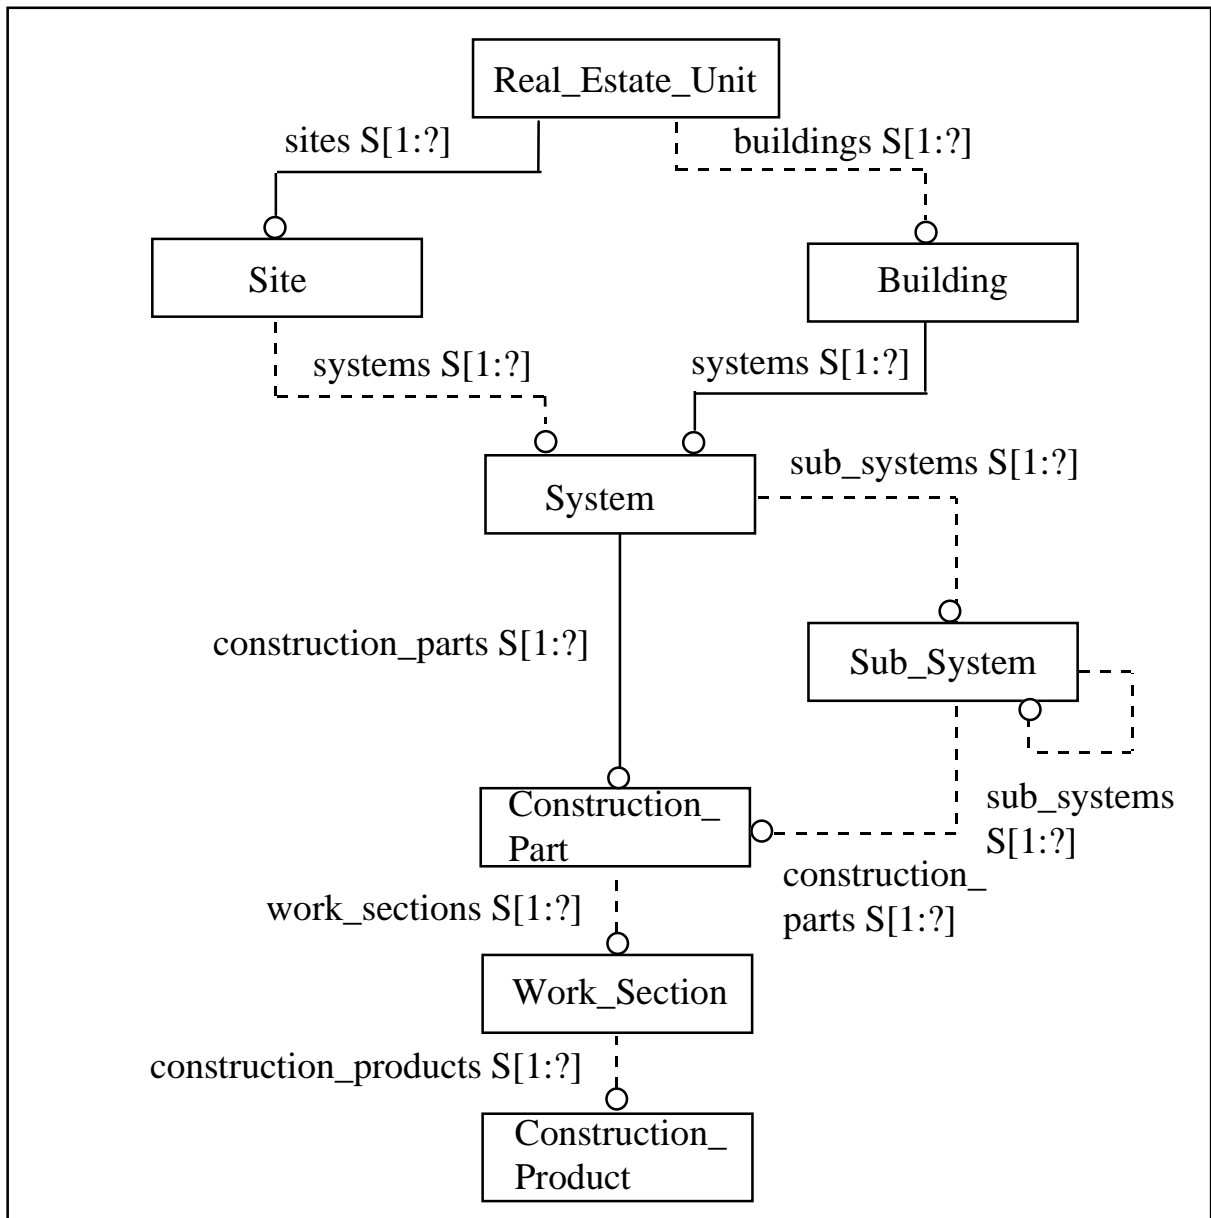 Real_Estate_Unit
sites S[1:?]
buildings S[1:?]
Site
Building
systems S[1:?]
systems S[1:?]
sub_systems S[1:?]
System
construction_parts S[1:?]
Sub_System
sub_systems
S[1:?]
Construction_
Part
construction_
parts S[1:?]
work_sections S[1:?]
Work_Section
construction_products S[1:?]
Construction_
Product